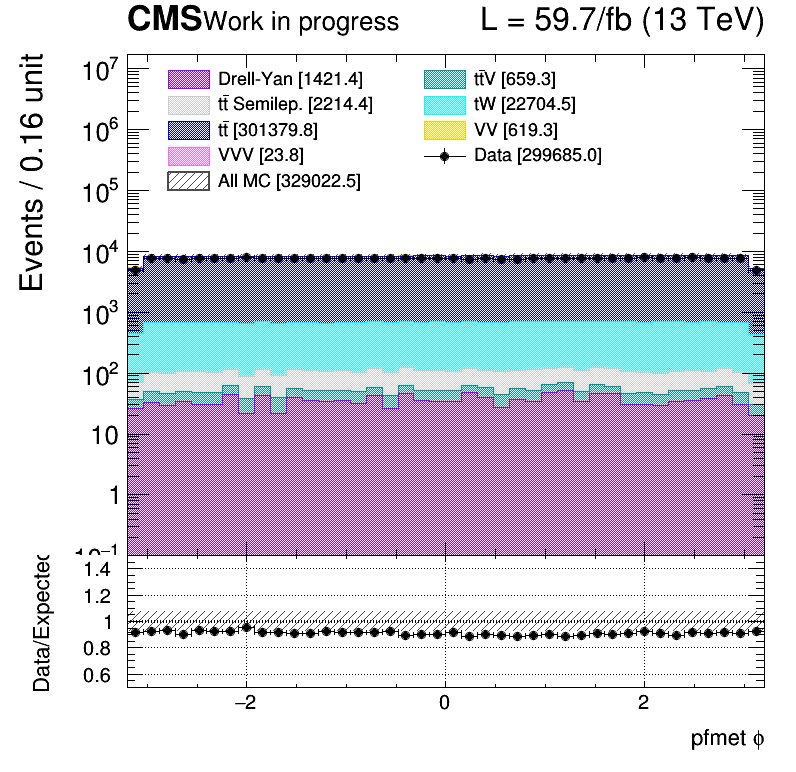 CMS Work in progress L = 59.7/fb (13 TeV)
Events / 0.16 unit
10⁷
10⁶
10⁵
10⁴
10³
10²
10
1
10⁻¹
Drell-Yan [1421.4]
tt̄V [659.3]
tt̄ Semilep. [2214.4]
tW [22704.5]
tt̄ [301379.8]
VV [619.3]
VVV [23.8]
Data [299685.0]
All MC [329022.5]
Data/Expected
1.4
1.2
1
0.8
0.6
−2 0 2
pfmet ϕ